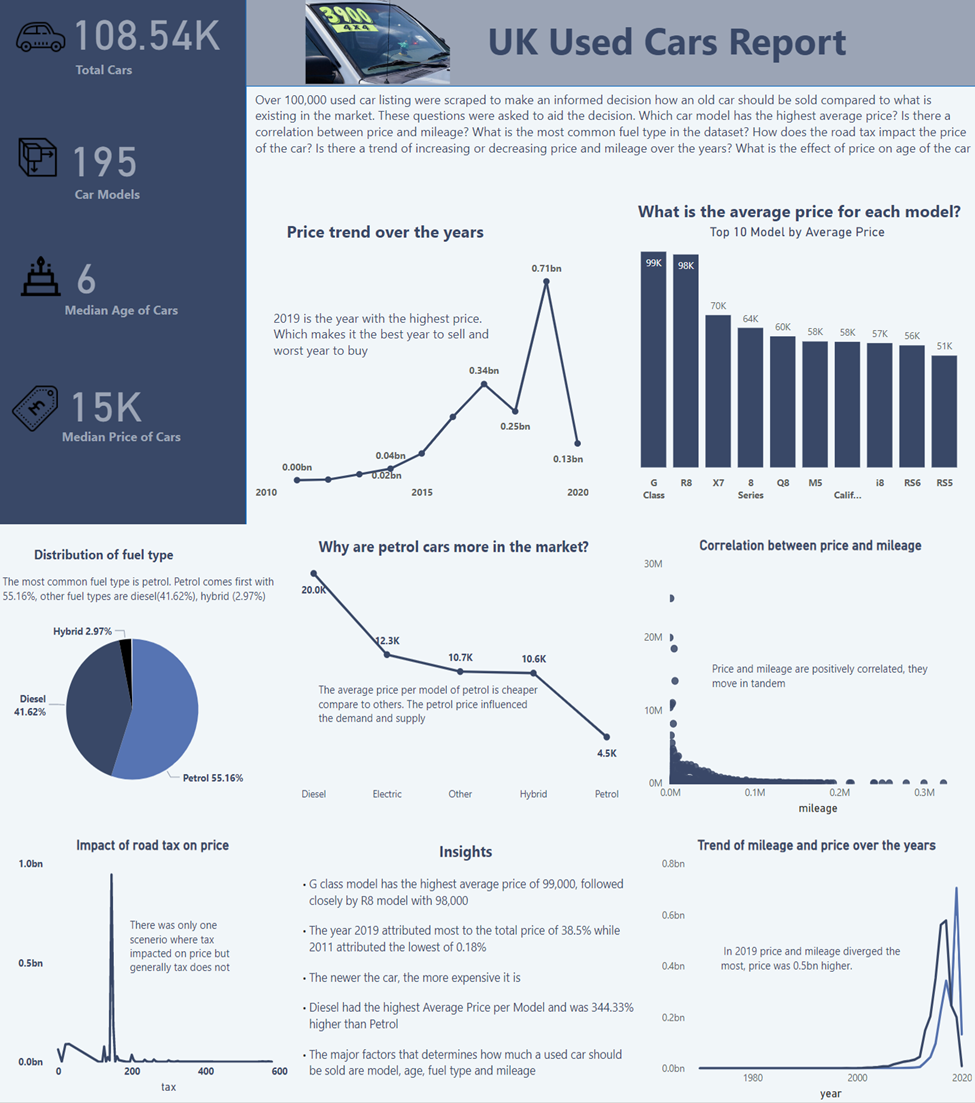 108.54K
Total Cars
195
Car Models
6
Median Age of Cars
15K
Median Price of Cars
3900
4x4
UK Used Cars Report
Over 100,000 used car listing were scraped to make an informed decision how an old car should be sold compared to what is
existing in the market. These questions were asked to aid the decision. Which car model has the highest average price? Is there a
correlation between price and mileage? What is the most common fuel type in the dataset? How does the road tax impact the price
of the car? Is there a trend of increasing or decreasing price and mileage over the years? What is the effect of price on age of the car
Price trend over the years
2019 is the year with the highest price.
Which makes it the best year to sell and
worst year to buy
0.00bn
0.02bn
0.04bn
0.34bn
0.25bn
0.71bn
0.13bn
2010
2015
2020
What is the average price for each model?
Top 10 Model by Average Price
99K
98K
70K
64K
60K
58K
58K
57K
56K
51K
G
Class
R8
X7
8
Series
Q8
M5
Calif...
i8
RS6
RS5
Distribution of fuel type
The most common fuel type is petrol. Petrol comes first with
55.16%, other fuel types are diesel(41.62%), hybrid (2.97%)
Hybrid 2.97%
Diesel
41.62%
Petrol 55.16%
Why are petrol cars more in the market?
20.0K
12.3K
10.7K
10.6K
4.5K
The average price per model of petrol is cheaper
compare to others. The petrol price influenced
the demand and supply
Diesel
Electric
Other
Hybrid
Petrol
Correlation between price and mileage
30M
20M
10M
0M
Price and mileage are positively correlated, they
move in tandem
0.0M
0.1M
0.2M
0.3M
mileage
Impact of road tax on price
1.0bn
0.5bn
0.0bn
There was only one
scenerio where tax
impacted on price but
generally tax does not
0
200
400
600
tax
Insights
• G class model has the highest average price of 99,000, followed
closely by R8 model with 98,000
• The year 2019 attributed most to the total price of 38.5% while
2011 attributed the lowest of 0.18%
• The newer the car, the more expensive it is
• Diesel had the highest Average Price per Model and was 344.33%
higher than Petrol
• The major factors that determines how much a used car should
be sold are model, age, fuel type and mileage
Trend of mileage and price over the years
0.8bn
0.6bn
0.4bn
0.2bn
0.0bn
In 2019 price and mileage diverged the
most, price was 0.5bn higher.
1980
2000
2020
year